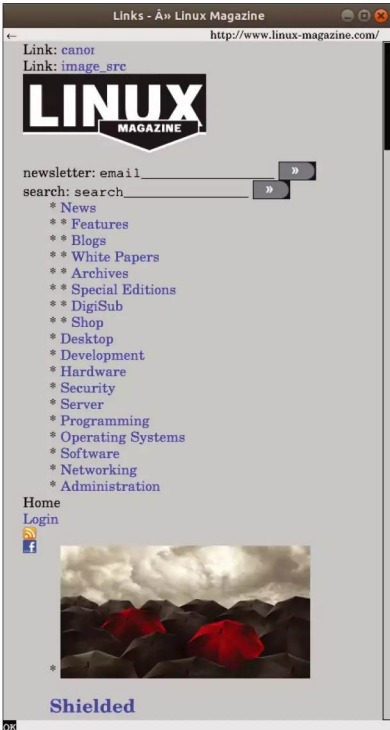 Links - Â» Linux Magazine
← http://www.linux-magazine.com/
Link: canor
Link: image_src
LINUX
MAGAZINE
newsletter: email »
search: search »
* News
* * Features
* * Blogs
* * White Papers
* * Archives
* * Special Editions
* * DigiSub
* * Shop
* Desktop
* Development
* Hardware
* Security
* Server
* Programming
* Operating Systems
* Software
* Networking
* Administration
Home
Login
f
*
Shielded
OK